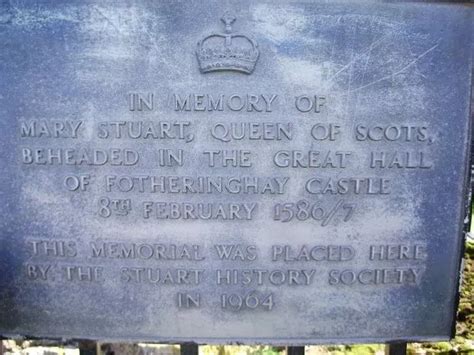 IN MEMORY OF
MARY STUART, QUEEN OF SCOTS,
BEHEADED IN THE GREAT HALL
OF FOTHERINGHAY CASTLE
8TH FEBRUARY 1586/7
THIS MEMORIAL WAS PLACED HERE
BY THE STUART HISTORY SOCIETY
IN 1964